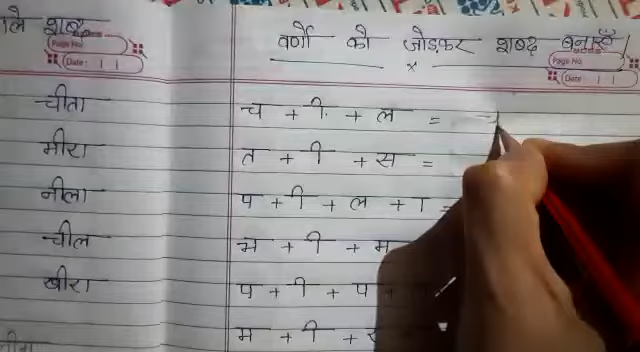 शब्द
Page No
Date: | |
चीता
मीरा
नीला
चील
खीरा
वर्णों को जोड़कर शब्द बनाएँ।
Page No.
Date: | |
च + ी + ल =
त + ी + स =
प + ी + ल + ा =
भ + ी + म
प + ी + प
म + ी +